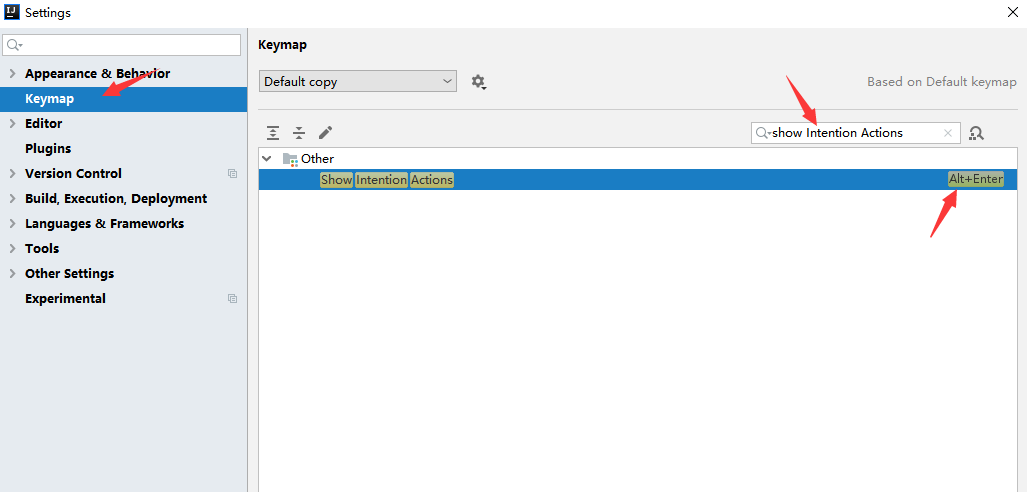 IJ Settings
Keymap
Appearance & Behavior
Default copy
Based on Default keymap
Keymap
Editor
show Intention Actions
Plugins
Other
Version Control
Show Intention Actions
Alt+Enter
Build, Execution, Deployment
Languages & Frameworks
Tools
Other Settings
Experimental